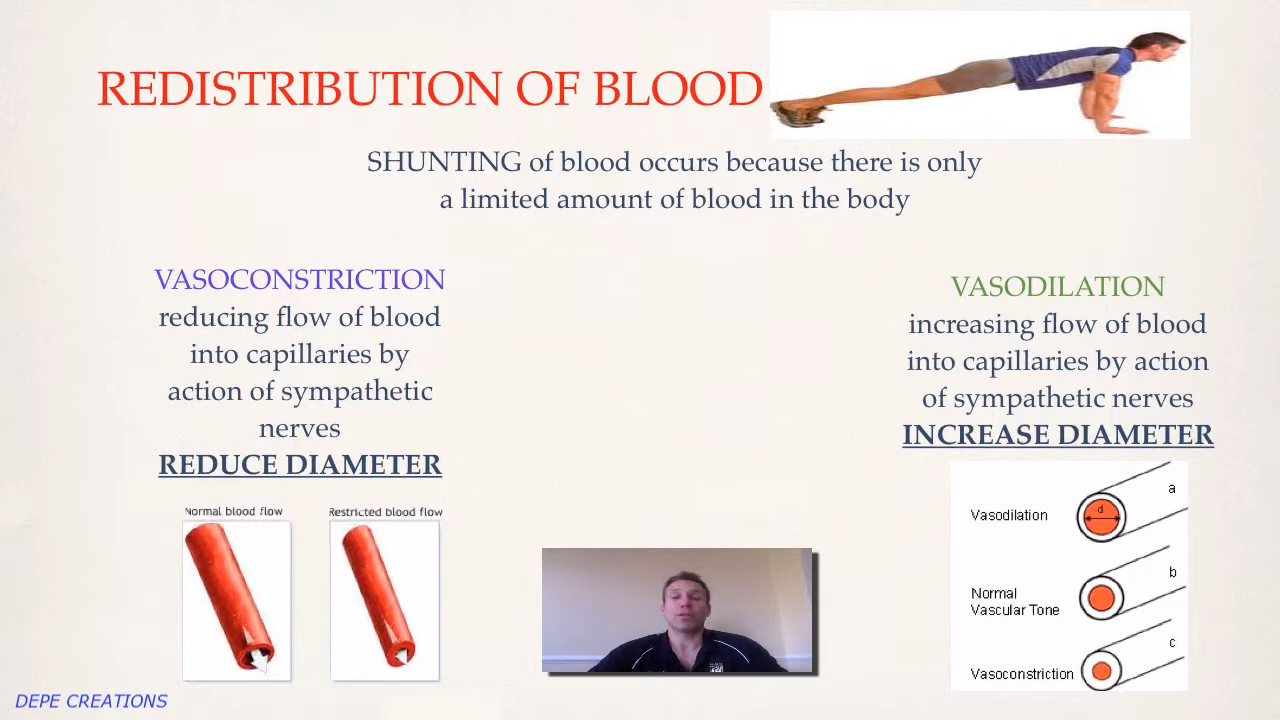 REDISTRIBUTION OF BLOOD
SHUNTING of blood occurs because there is only
a limited amount of blood in the body
VASOCONSTRICTION
reducing flow of blood
into capillaries by
action of sympathetic
nerves
REDUCE DIAMETER
Normal blood flow
Restricted blood flow
VASODILATION
increasing flow of blood
into capillaries by action
of sympathetic nerves
INCREASE DIAMETER
a
d
Vasodilation
b
Normal
Vascular Tone
c
Vasoconstriction
DEPE CREATIONS